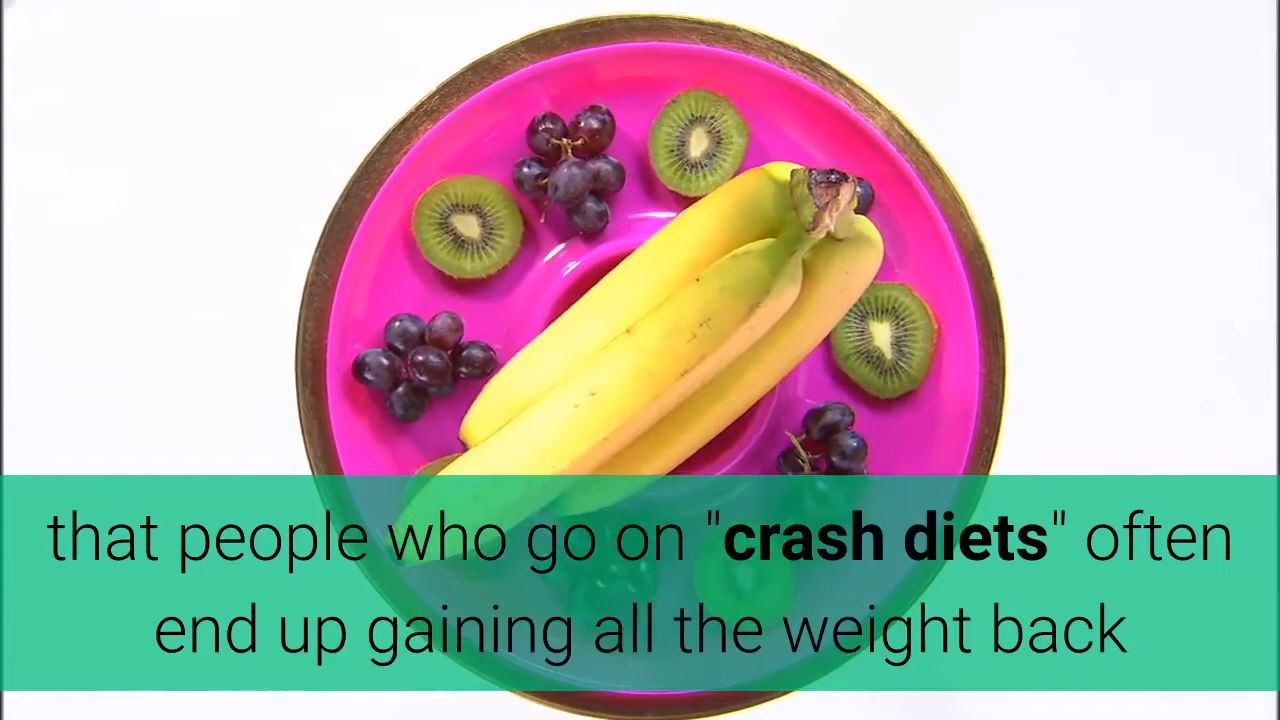 that people who go on "crash diets" often
end up gaining all the weight back